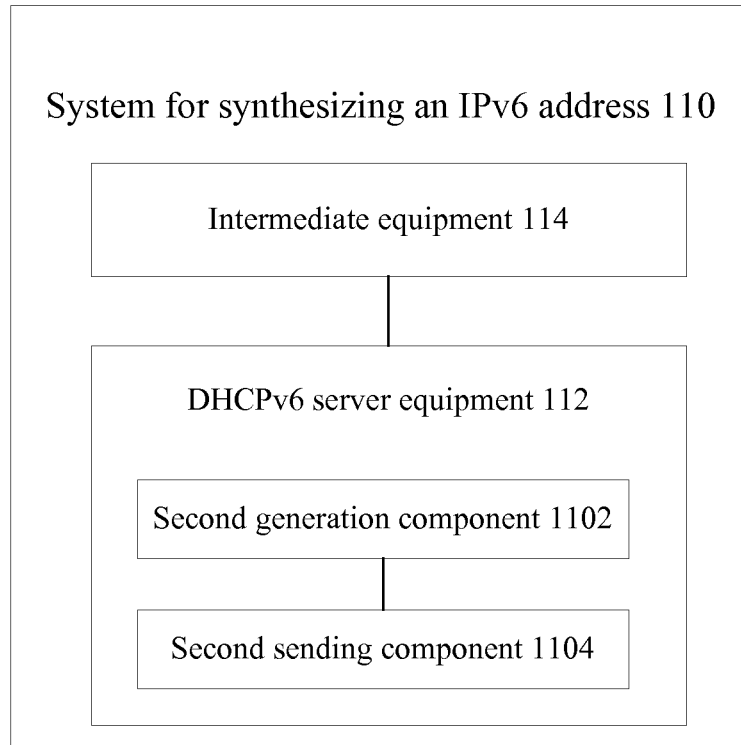 System for synthesizing an IPv6 address 110
Intermediate equipment 114
DHCPv6 server equipment 112
Second generation component 1102
Second sending component 1104